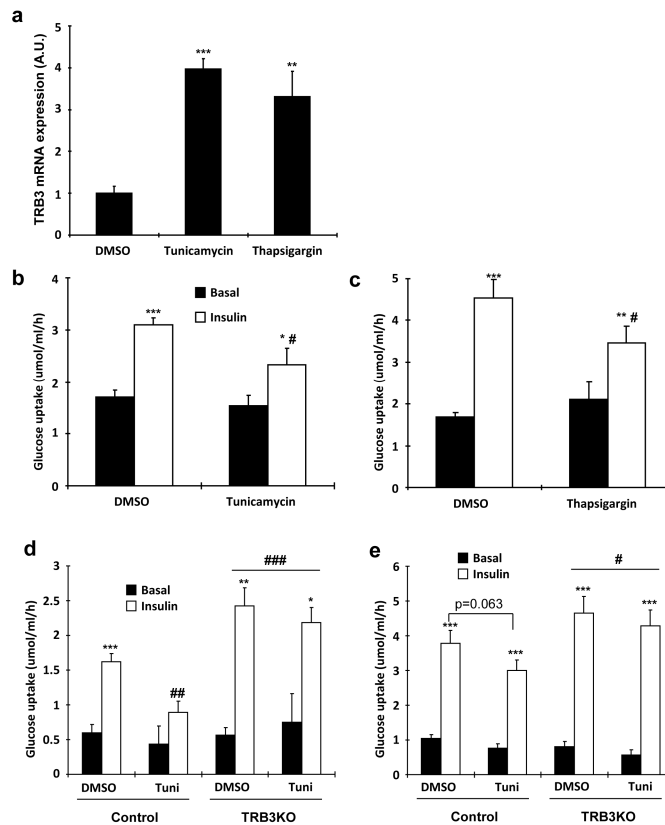 a
TRB3 mRNA expression (A.U.)
5
4
3
2
1
0
***
**
DMSO Tunicamycin Thapsigargin
b
Glucose uptake (umol/ml/h)
4
3
2
1
0
Basal
Insulin
***
* #
DMSO Tunicamycin
c
Glucose uptake (umol/ml/h)
5
4
3
2
1
0
***
** #
DMSO Thapsigargin
d
Glucose uptake (umol/ml/h)
2.5
2
1.5
1
0.5
0
Basal
Insulin
###
***
##
**
*
DMSO Tuni DMSO Tuni
Control TRB3KO
e
Glucose uptake (umol/ml/h)
6
5
4
3
2
1
0
Basal
Insulin
#
p=0.063
***
***
***
***
DMSO Tuni DMSO Tuni
Control TRB3KO